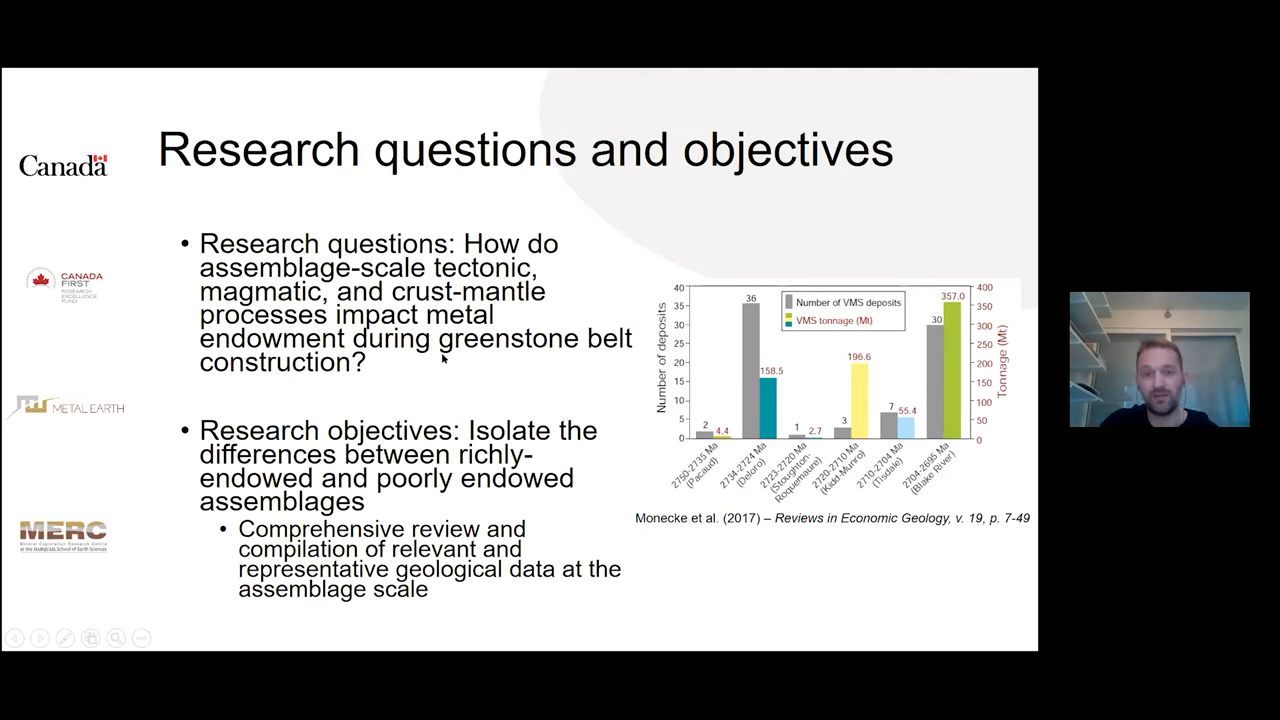 Research questions and objectives
Canada
CANADA
FIRST
RESEARCH
EXCELLENCE
FUND
METAL EARTH
MERC
Mineral Exploration Research Centre
• Research questions: How do
assemblage-scale tectonic,
magmatic, and crust-mantle
processes impact metal
endowment during greenstone belt
construction?
• Research objectives: Isolate the
differences between richly-
endowed and poorly endowed
assemblages
• Comprehensive review and
compilation of relevant and
representative geological data at the
assemblage scale
Number of deposits
40
35
30
25
20
15
10
5
0
Number of VMS deposits
VMS tonnage (Mt)
2
4.4
36
158.5
1
2.7
3
196.6
7
55.4
30
357.0
400
350
300
250
200
150
100
50
0
Tonnage (Mt)
2750-2735 Ma
(Pacaud)
2734-2724 Ma
(Deloro)
2723-2720 Ma
(Stoughton-
Roquemaure)
2720-2710 Ma
(Kidd-Munro)
2710-2704 Ma
(Tisdale)
2704-2695 Ma
(Blake River)
Monecke et al. (2017) – Reviews in Economic Geology, v. 19, p. 7-49